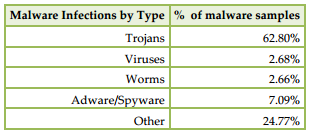 Malware Infections by Type % of malware samples
Trojans 62.80%
Viruses 2.68%
Worms 2.66%
Adware/Spyware 7.09%
Other 24.77%